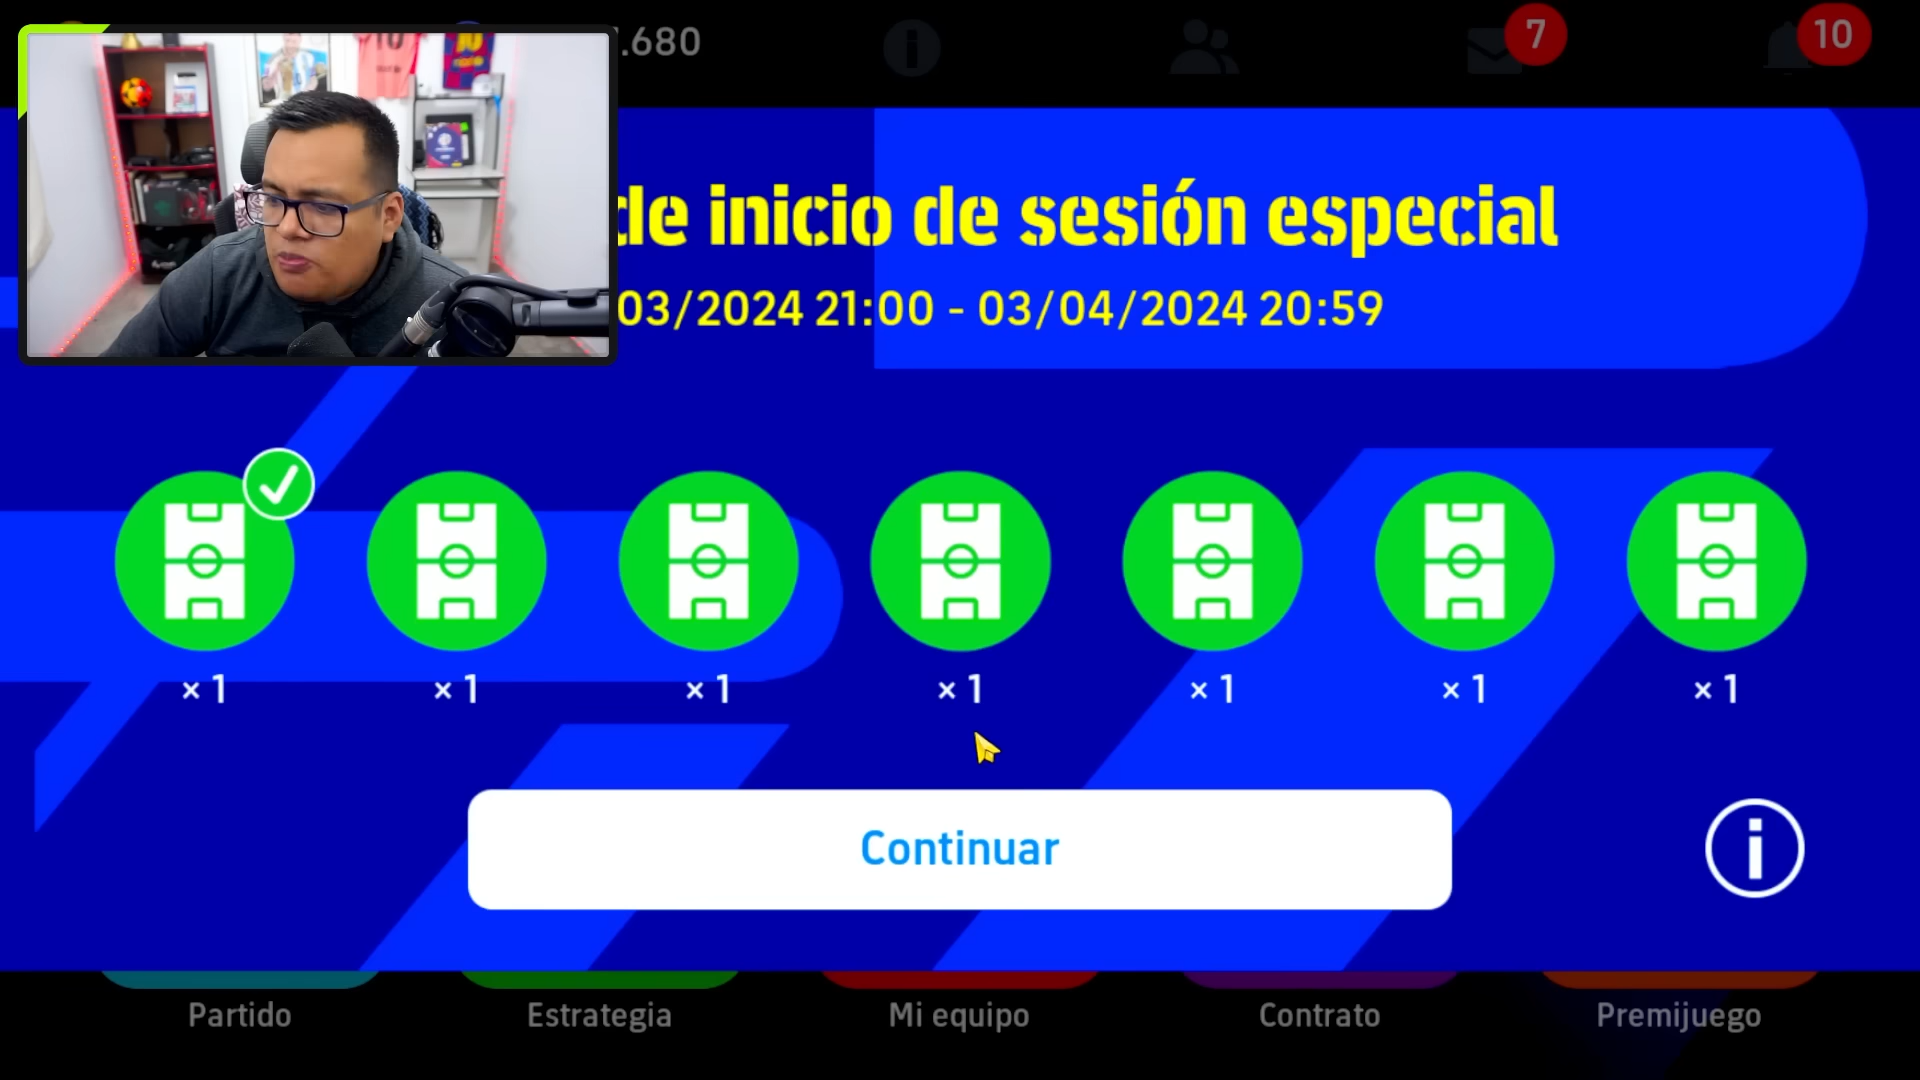 .680
7
10
de inicio de sesión especial
03/2024 21:00 - 03/04/2024 20:59
× 1
× 1
× 1
× 1
× 1
× 1
× 1
Continuar
Partido
Estrategia
Mi equipo
Contrato
Premijuego